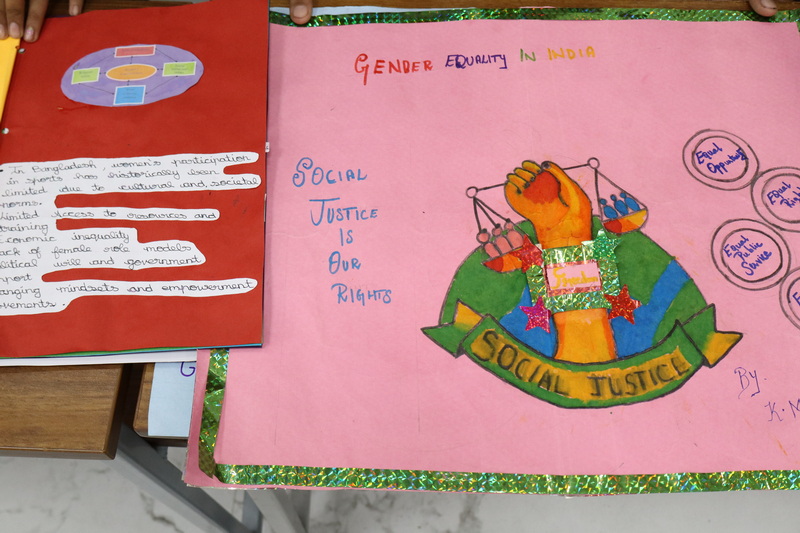 In Bangladesh, women's participation
in sports has historically been
limited due to cultural and societal
norms.
Limited access to resources and
training
Economic inequality
Lack of female role models
political will and government
support
changing mindsets and empowerment
movements.
GENDER EQUALITY IN INDIA
SOCIAL
JUSTICE
IS
OUR
RIGHTS
Freedom
SOCIAL JUSTICE
Equal
Equal
Equal
Public
Service
By.
K. M
G